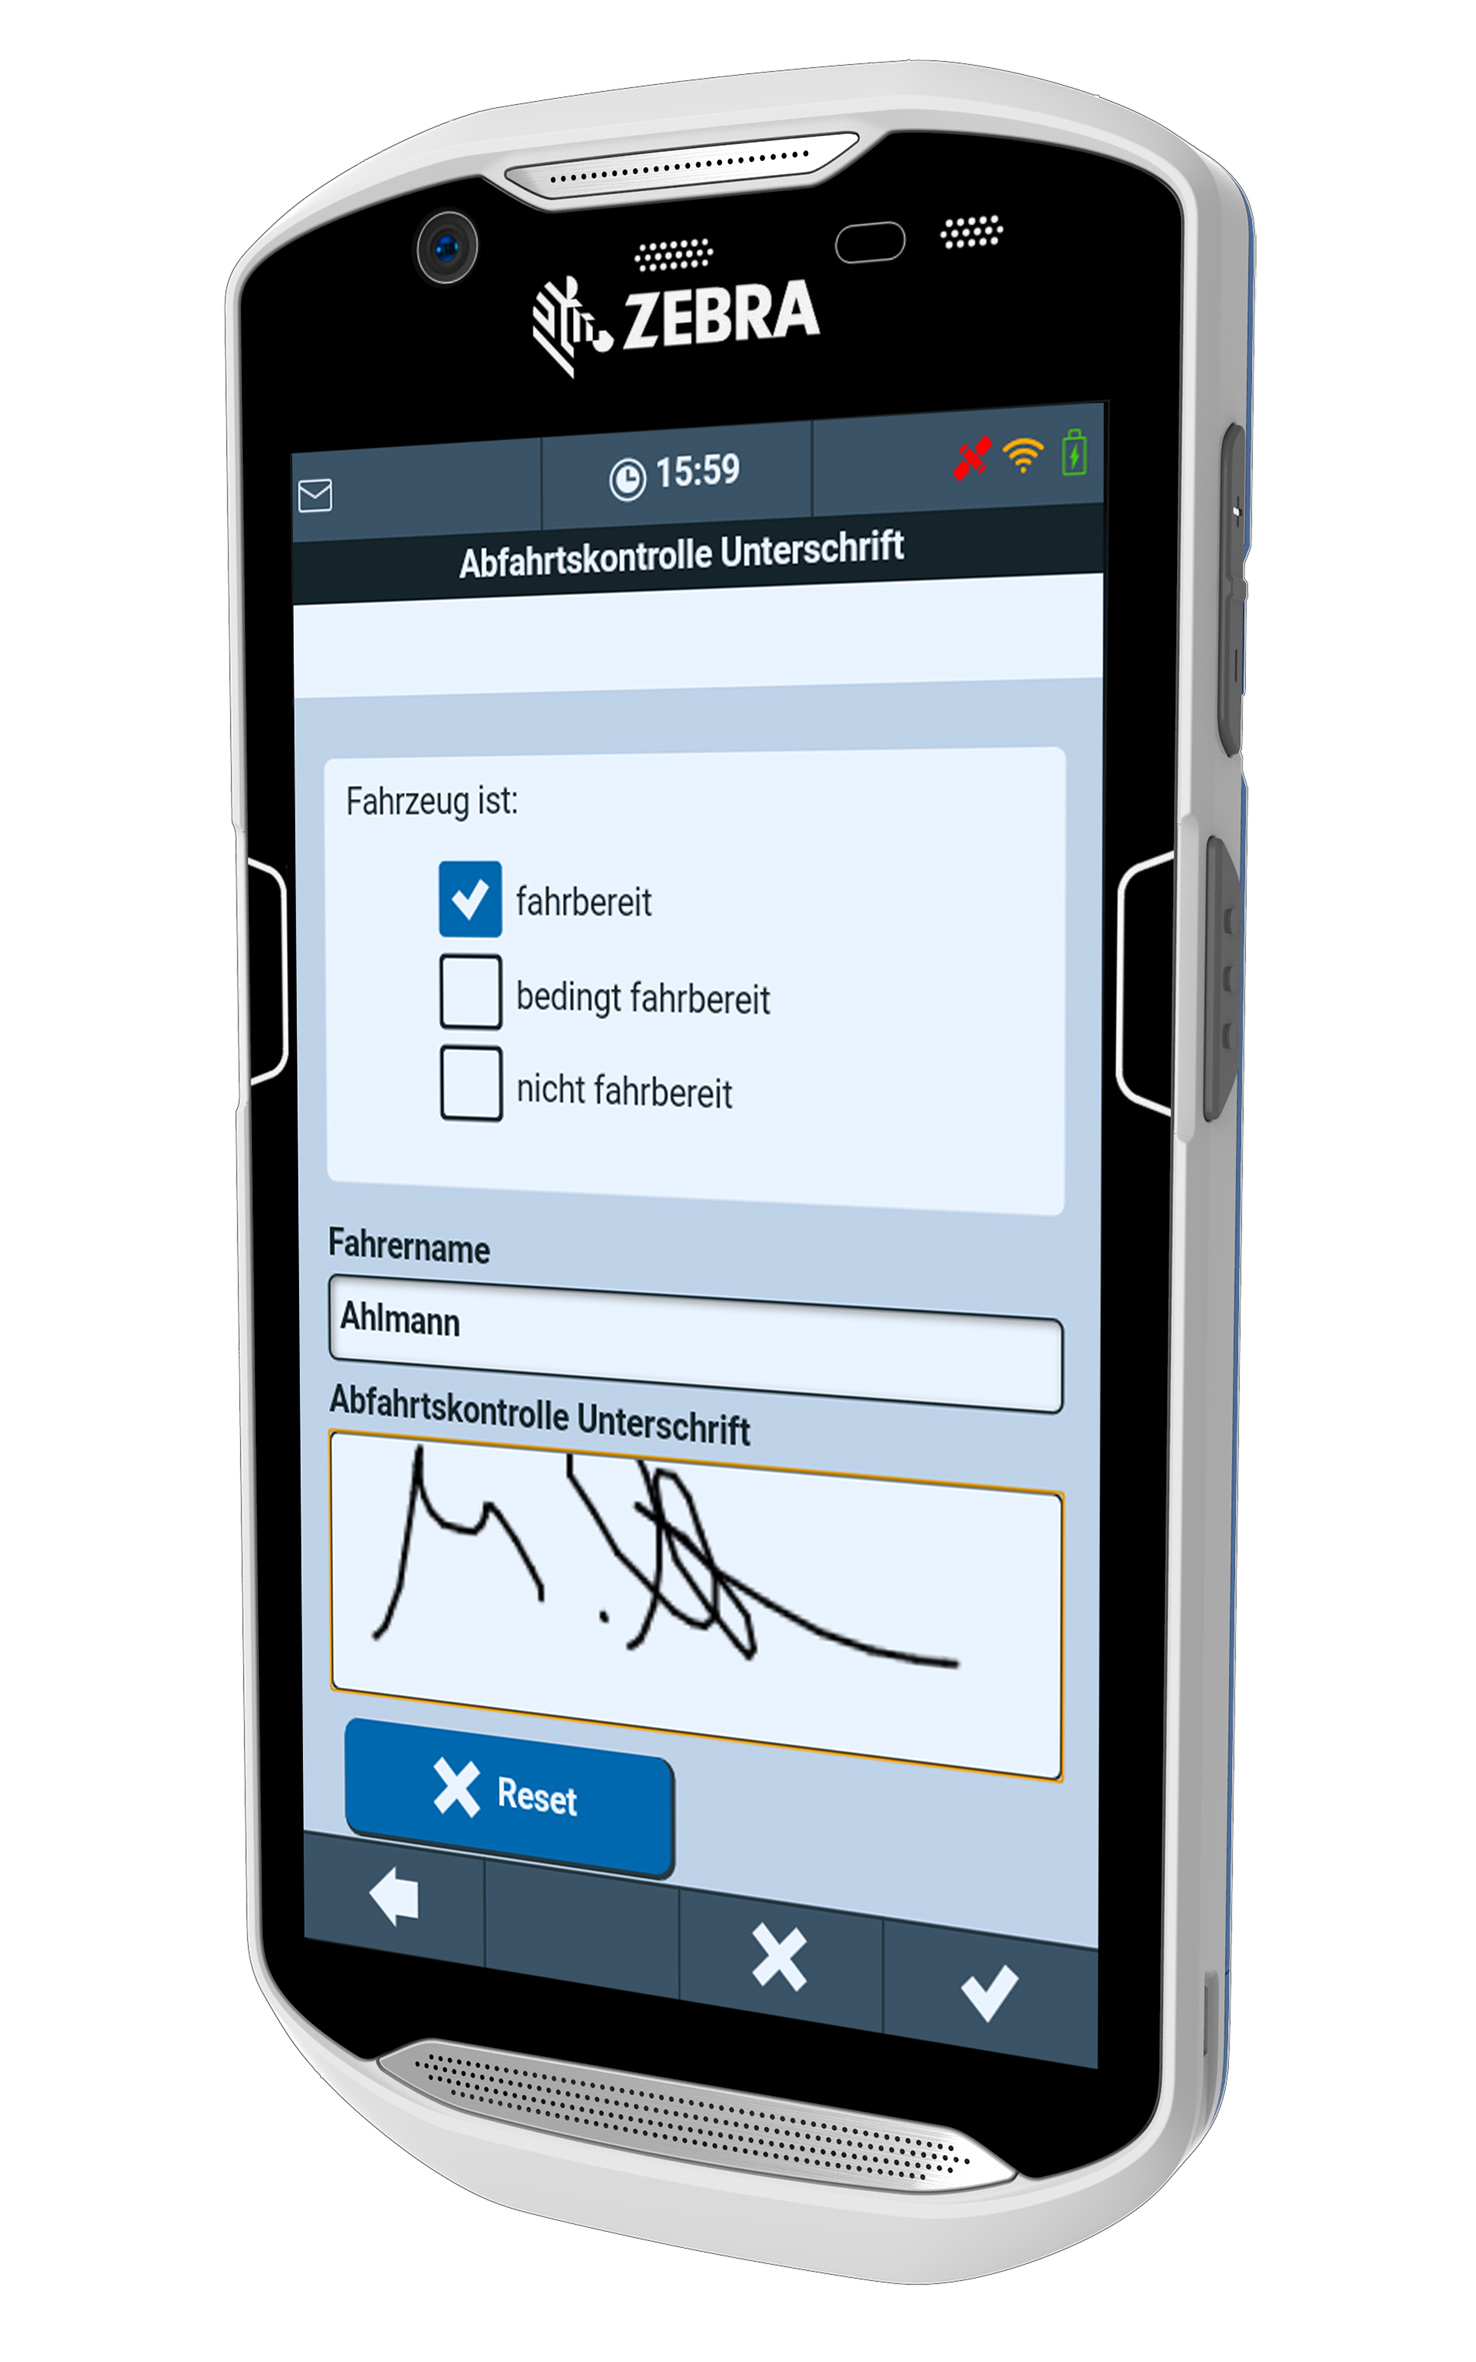 ZEBRA
15:59
Abfahrtskontrolle Unterschrift
Fahrzeug ist:
fahrbereit
bedingt fahrbereit
nicht fahrbereit
Fahrername
Ahlmann
Abfahrtskontrolle Unterschrift
Reset